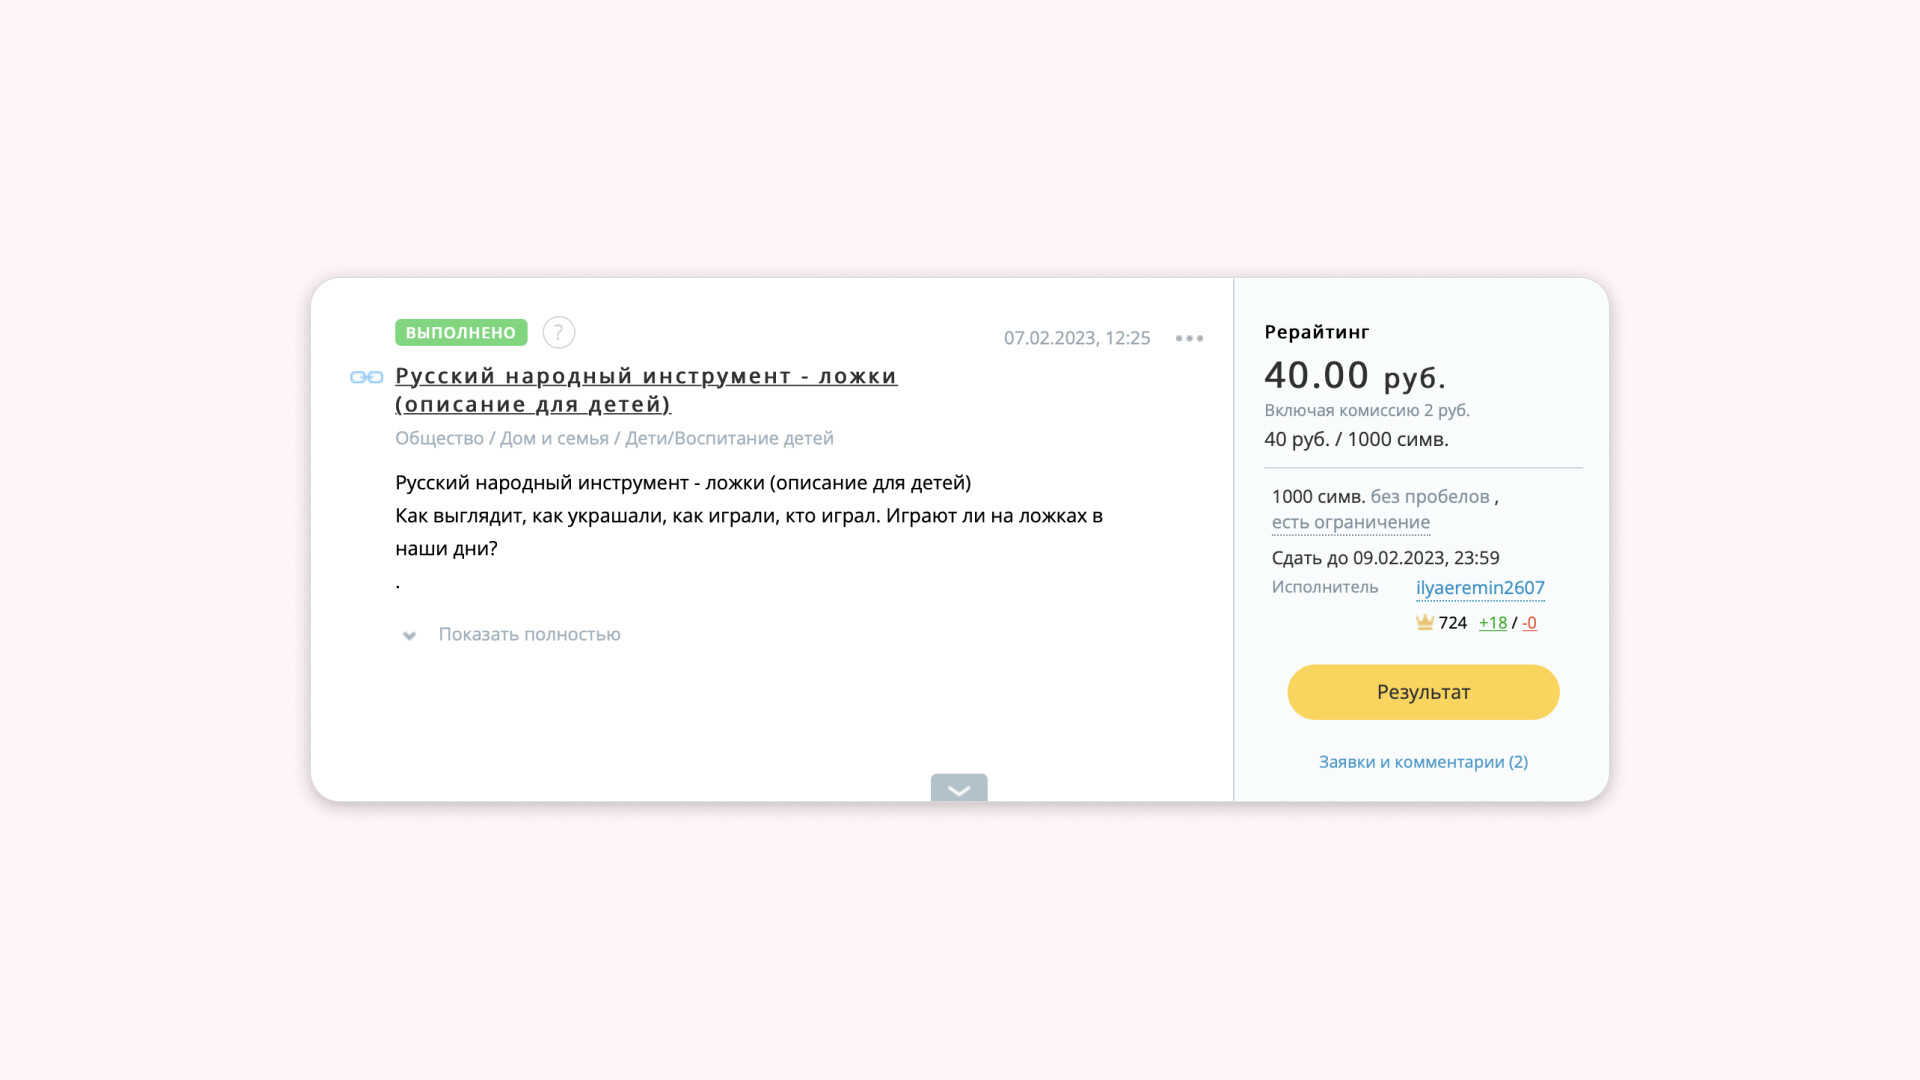 ВЫПОЛНЕНО ?
07.02.2023, 12:25
Русский народный инструмент - ложки
(описание для детей)
Общество / Дом и семья / Дети/Воспитание детей
Русский народный инструмент - ложки (описание для детей)
Как выглядит, как украшали, как играли, кто играл. Играют ли на ложках в
наши дни?
.
Показать полностью
Рерайтинг
40.00 руб.
Включая комиссию 2 руб.
40 руб. / 1000 симв.
1000 симв. без пробелов ,
есть ограничение
Сдать до 09.02.2023, 23:59
Исполнитель ilyaeremin2607
724 +18 / -0
Результат
Заявки и комментарии (2)